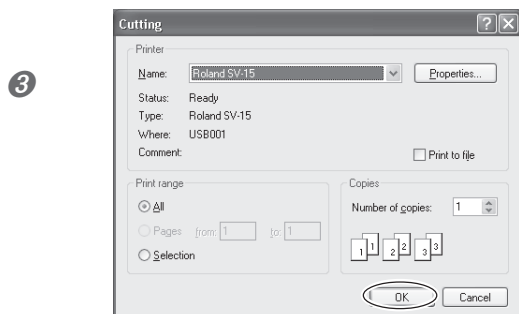 3
Cutting
Printer
Name: Roland SV-15 Properties...
Status: Ready
Type: Roland SV-15
Where: USB001
Comment: Print to file
Print range
All
Pages from: 1 to: 1
Selection
Copies
Number of copies: 1
1 1 2 2 3 3
OK Cancel